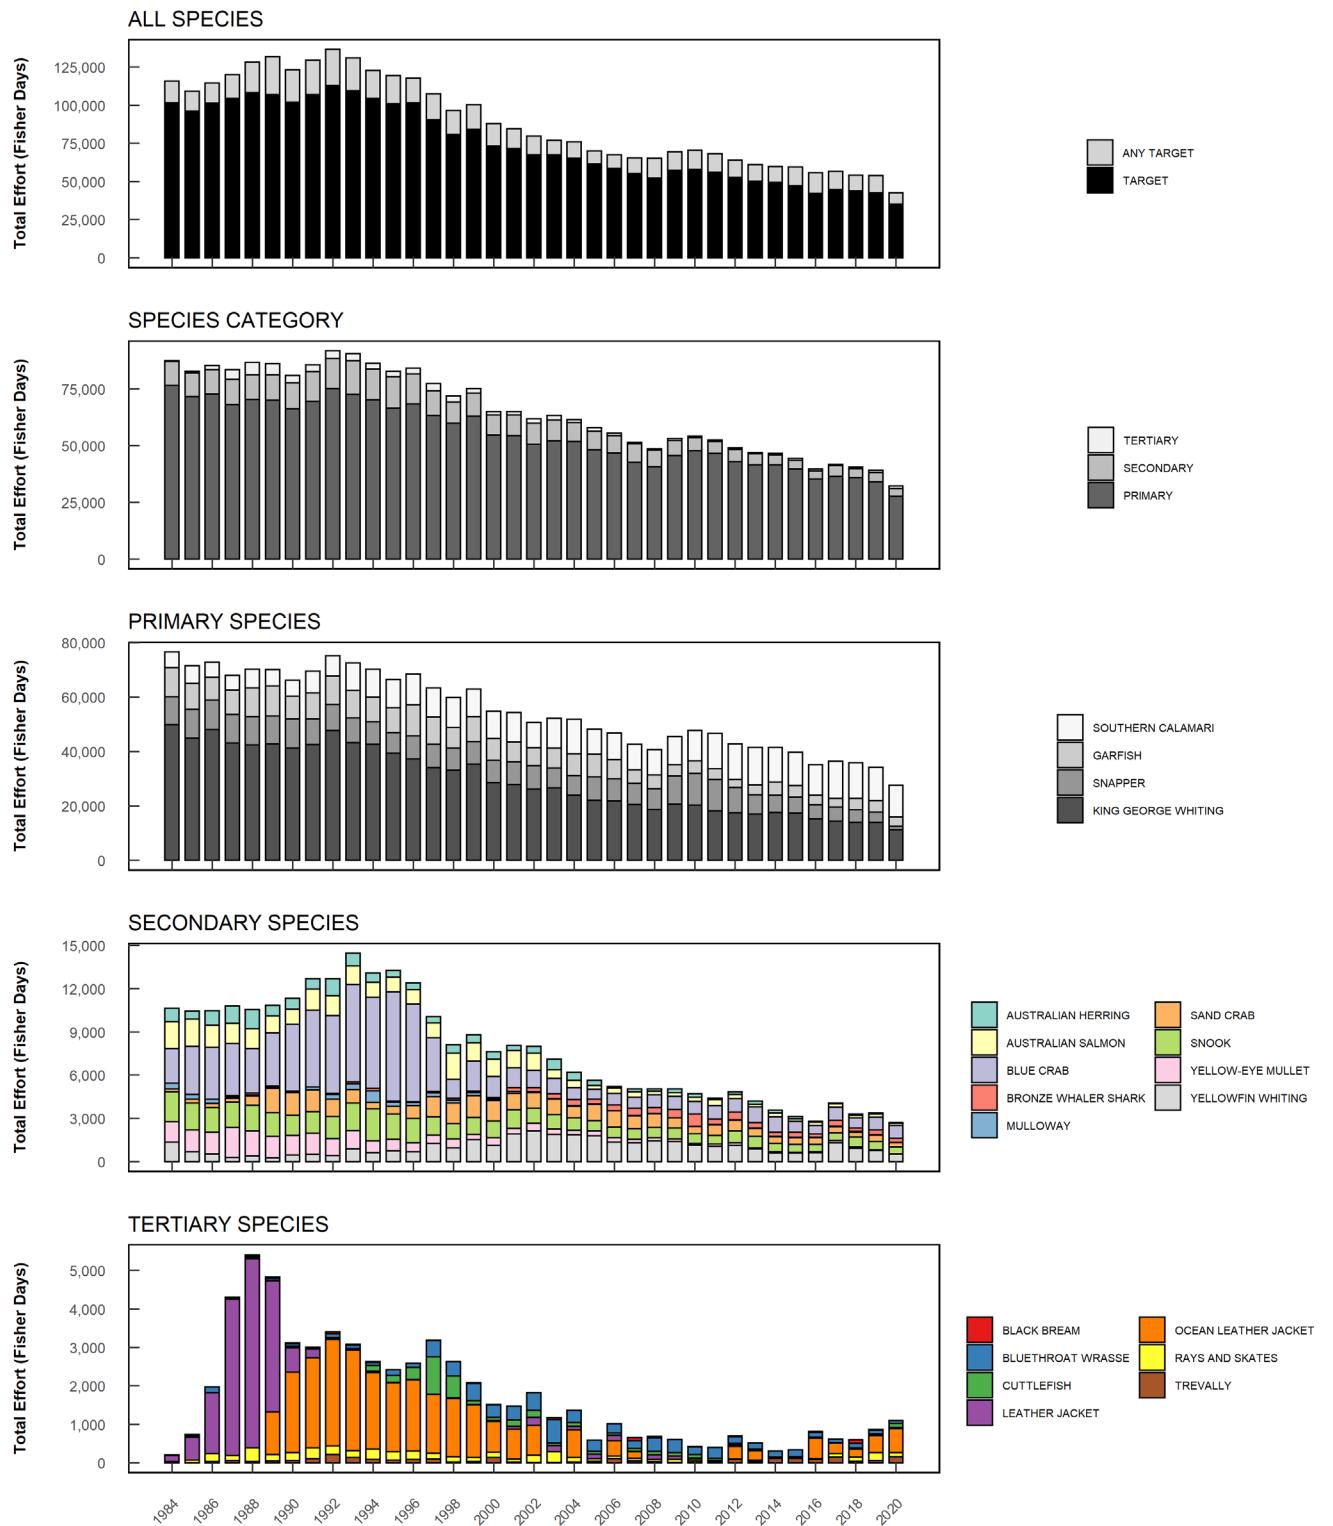 ALL SPECIES
Total Effort (Fisher Days)
125,000
100,000
75,000
50,000
25,000
0
ANY TARGET
TARGET
SPECIES CATEGORY
Total Effort (Fisher Days)
75,000
50,000
25,000
0
TERTIARY
SECONDARY
PRIMARY
PRIMARY SPECIES
Total Effort (Fisher Days)
80,000
60,000
40,000
20,000
0
SOUTHERN CALAMARI
GARFISH
SNAPPER
KING GEORGE WHITING
SECONDARY SPECIES
Total Effort (Fisher Days)
15,000
12,000
9,000
6,000
3,000
0
AUSTRALIAN HERRING
AUSTRALIAN SALMON
BLUE CRAB
BRONZE WHALER SHARK
MULLOWAY
SAND CRAB
SNOOK
YELLOW-EYE MULLET
YELLOWFIN WHITING
TERTIARY SPECIES
Total Effort (Fisher Days)
5,000
4,000
3,000
2,000
1,000
0
BLACK BREAM
BLUETHROAT WRASSE
CUTTLEFISH
LEATHER JACKET
OCEAN LEATHER JACKET
RAYS AND SKATES
TREVALLY
1984
1986
1988
1990
1992
1994
1996
1998
2000
2002
2004
2006
2008
2010
2012
2014
2016
2018
2020